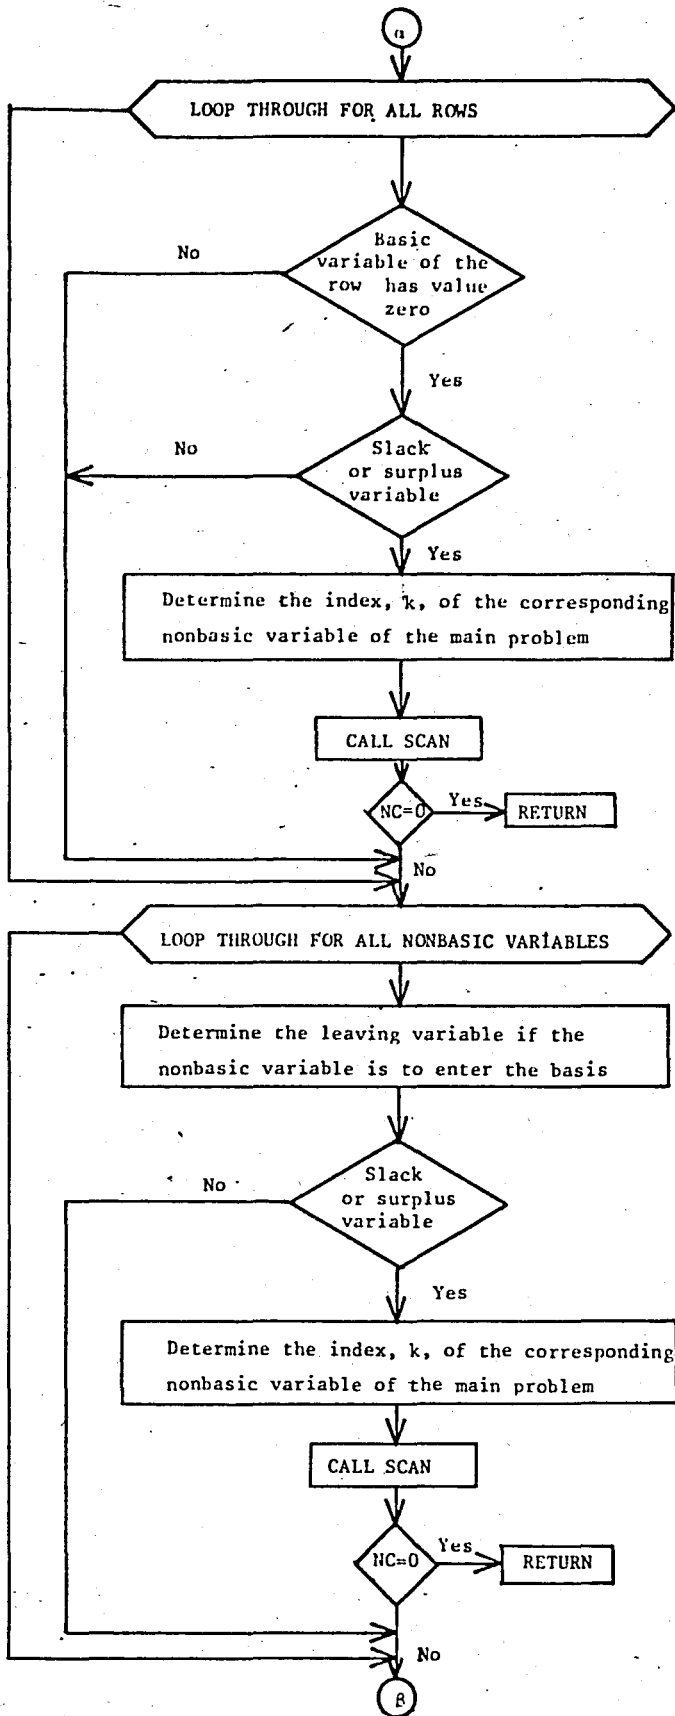 α
LOOP THROUGH FOR ALL ROWS
Basic
variable of the
row has value
zero
No
Yes
Slack
or surplus
variable
No
Yes
Determine the index, k, of the corresponding
nonbasic variable of the main problem
CALL SCAN
NC=0
Yes
RETURN
No
LOOP THROUGH FOR ALL NONBASIC VARIABLES
Determine the leaving variable if the
nonbasic variable is to enter the basis
Slack
or surplus
variable
No
Yes
Determine the index, k, of the corresponding
nonbasic variable of the main problem
CALL SCAN
NC=0
Yes
RETURN
No
β